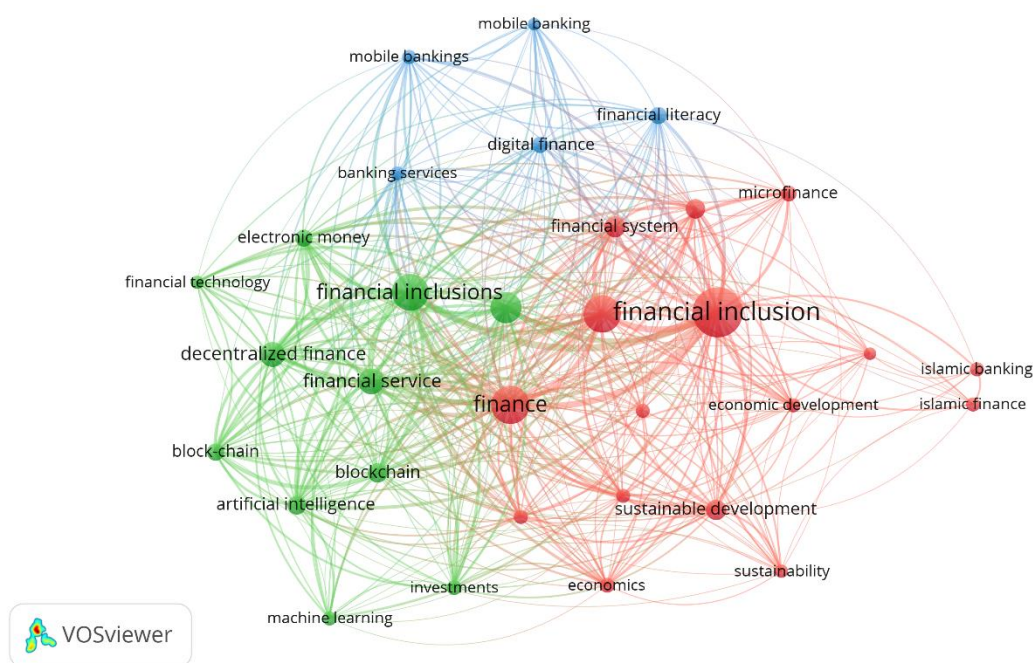 mobile banking
mobile bankings
financial literacy
digital finance
banking services
microfinance
financial system
electronic money
financial technology
financial inclusions
financial inclusion
decentralized finance
islamic banking
financial service
finance
economic development
islamic finance
block-chain
blockchain
artificial intelligence
sustainable development
sustainability
investments
economics
machine learning
VOSviewer